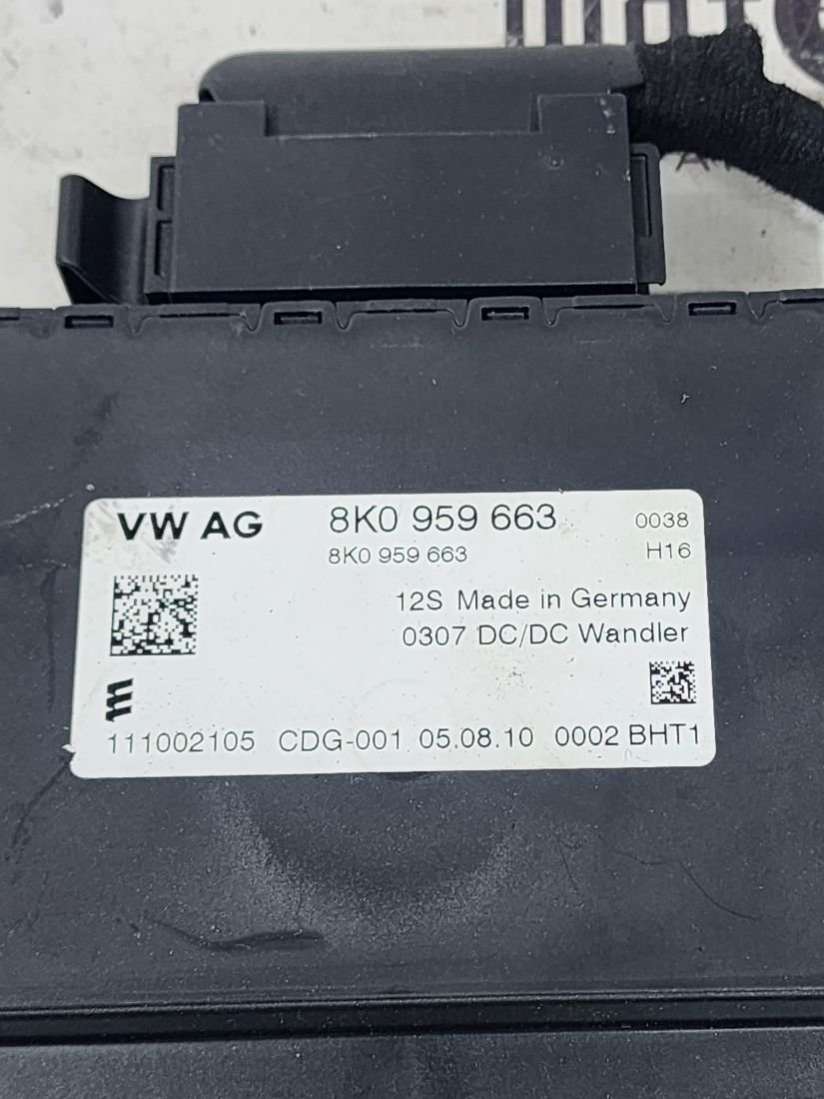 VW AG 8K0 959 663 0038
8K0 959 663 H16
12S Made in Germany
0307 DC/DC Wandler
111002105 CDG-001 05.08.10 0002 BHT1